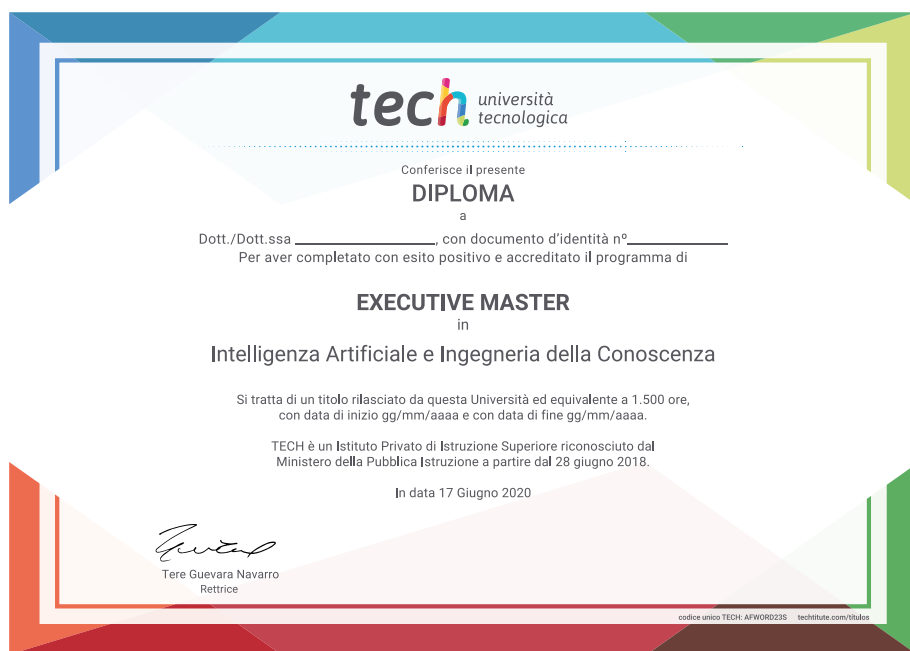 tech università
tecnologica
Conferisce il presente
DIPLOMA
a
Dott./Dott.ssa ____________________, con documento d'identità nº______________
Per aver completato con esito positivo e accreditato il programma di
EXECUTIVE MASTER
in
Intelligenza Artificiale e Ingegneria della Conoscenza
Si tratta di un titolo rilasciato da questa Università ed equivalente a 1.500 ore,
con data di inizio gg/mm/aaaa e con data di fine gg/mm/aaaa.
TECH è un Istituto Privato di Istruzione Superiore riconosciuto dal
Ministero della Pubblica Istruzione a partire dal 28 giugno 2018.
In data 17 Giugno 2020
Tere Guevara Navarro
Rettrice
codice unico TECH: AFWORD23S techtitute.com/titulos